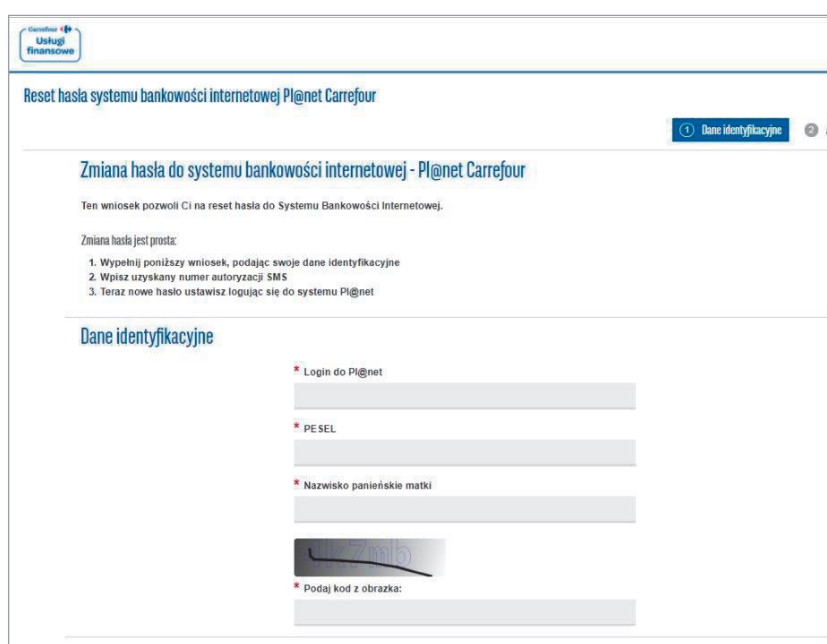 Carrefour
Usługi
finansowe
Reset hasła systemu bankowości internetowej Pl@net Carrefour
1 Dane identyfikacyjne 2
Zmiana hasła do systemu bankowości internetowej - Pl@net Carrefour
Ten wniosek pozwoli Ci na reset hasła do Systemu Bankowości Internetowej.
Zmiana hasła jest prosta:
1. Wypełnij poniższy wniosek, podając swoje dane identyfikacyjne
2. Wpisz uzyskany numer autoryzacji SMS
3. Teraz nowe hasło ustawisz logując się do systemu Pl@net
Dane identyfikacyjne
* Login do Pl@net
* PESEL
* Nazwisko panieńskie matki
* Podaj kod z obrazka: